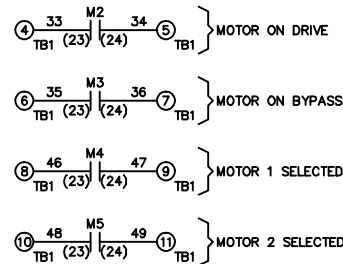 M2
4 33 34 5 MOTOR ON DRIVE
TB1 (23) (24) TB1
M3
6 35 36 7 MOTOR ON BYPASS
TB1 (23) (24) TB1
M4
8 46 47 9 MOTOR 1 SELECTED
TB1 (23) (24) TB1
M5
10 48 49 11 MOTOR 2 SELECTED
TB1 (23) (24) TB1